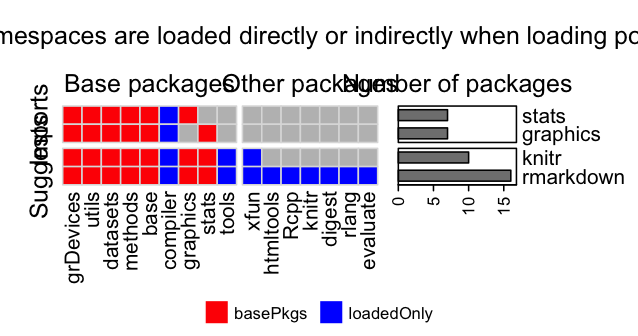 mespaces are loaded directly or indirectly when loading po
Base packages
Other packages
Number of packages
Imports
Suggests
stats
graphics
knitr
rmarkdown
0 5 10 15
grDevices
utils
datasets
methods
base
compiler
graphics
stats
tools
xfun
htmltools
Rcpp
knitr
digest
rlang
evaluate
basePkgs
loadedOnly